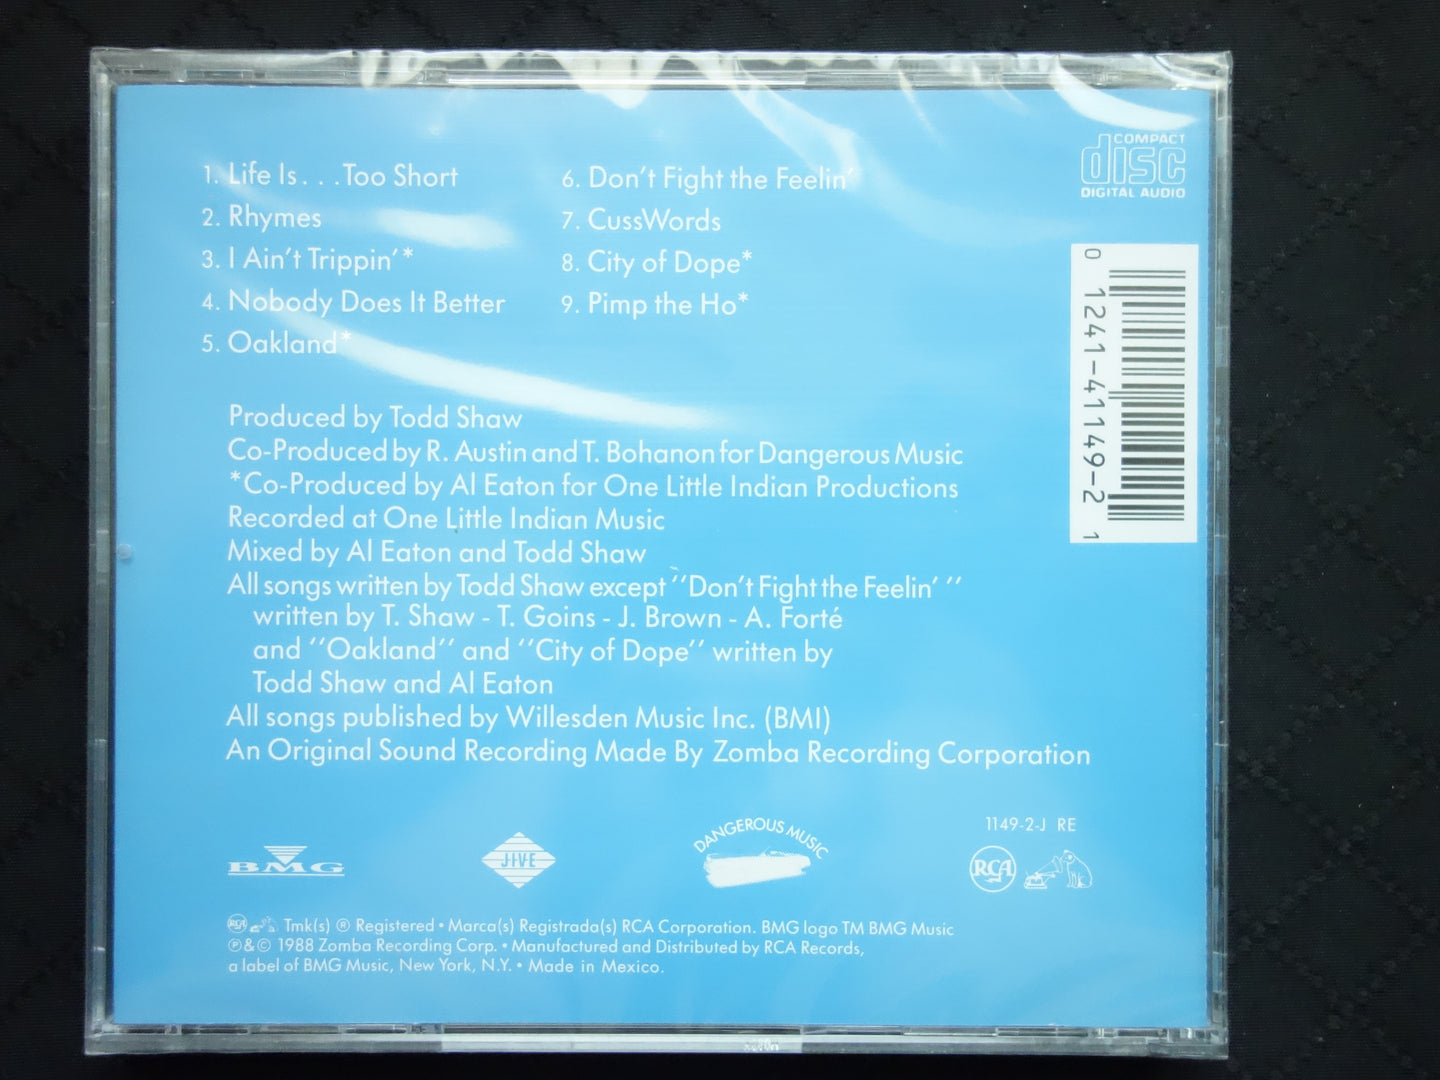 1. Life Is...Too Short
2. Rhymes
3. I Ain't Trippin'*
4. Nobody Does It Better
5. Oakland*
6. Don't Fight the Feelin'
7. CussWords
8. City of Dope*
9. Pimp the Ho*
COMPACT
disc
DIGITAL AUDIO
0 1241-41149-2 1
Produced by Todd Shaw
Co-Produced by R. Austin and T. Bohanon for Dangerous Music
*Co-Produced by Al Eaton for One Little Indian Productions
Recorded at One Little Indian Music
Mixed by Al Eaton and Todd Shaw
All songs written by Todd Shaw except "Don't Fight the Feelin' "
written by T. Shaw - T. Goins - J. Brown - A. Forté
and "Oakland" and "City of Dope" written by
Todd Shaw and Al Eaton
All songs published by Willesden Music Inc. (BMI)
An Original Sound Recording Made By Zomba Recording Corporation
BMG
JIVE
DANGEROUS MUSIC
1149-2-J RE
RCA
RCA Tmk(s) ® Registered • Marca(s) Registrada(s) RCA Corporation. BMG logo TM BMG Music
℗&© 1988 Zomba Recording Corp. • Manufactured and Distributed by RCA Records,
a label of BMG Music, New York, N.Y. • Made in Mexico.